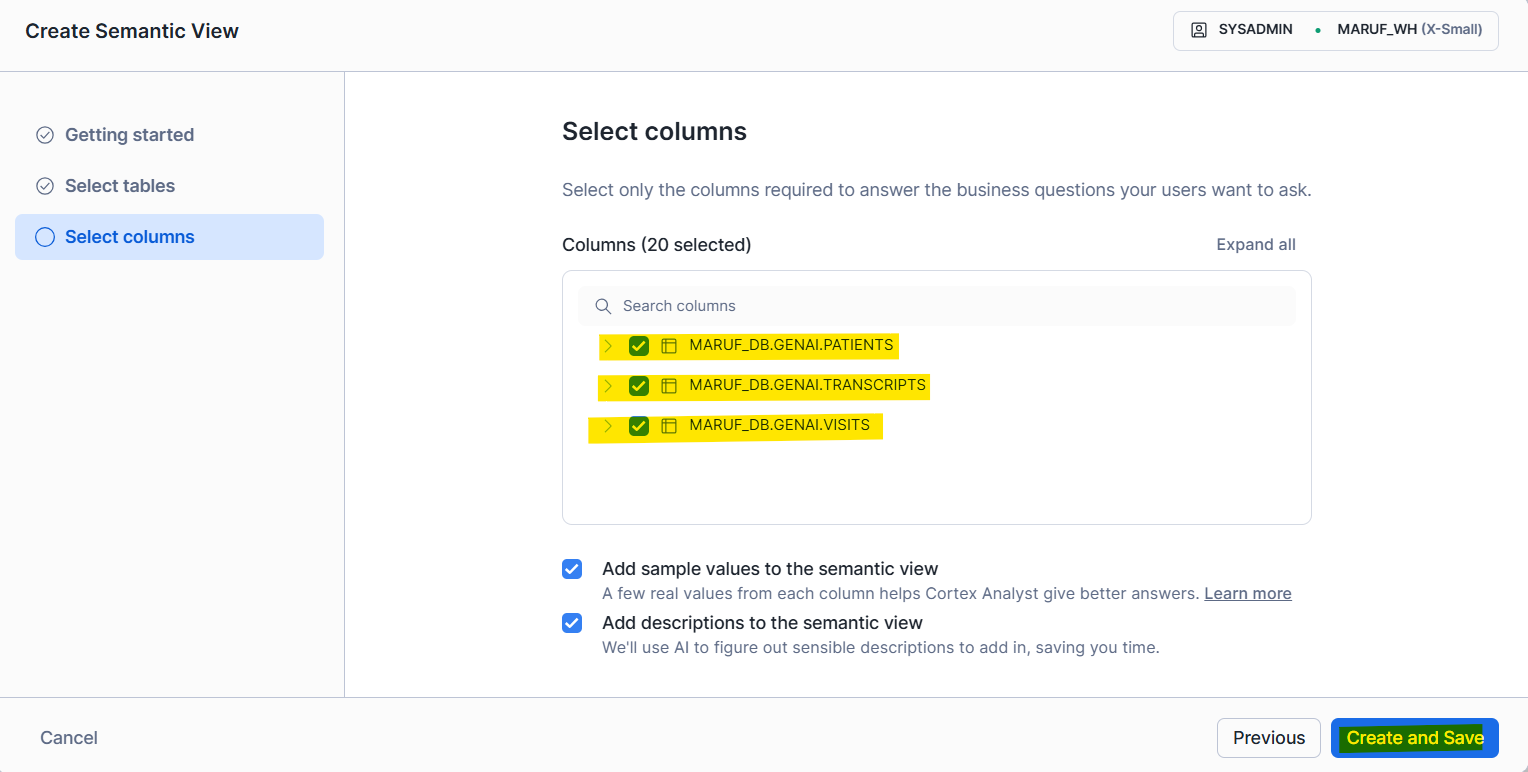 Create Semantic View
SYSADMIN • MARUF_WH (X-Small)
Getting started
Select tables
Select columns
Select columns
Select only the columns required to answer the business questions your users want to ask.
Columns (20 selected)
Expand all
Search columns
MARUF_DB.GENAI.PATIENTS
MARUF_DB.GENAI.TRANSCRIPTS
MARUF_DB.GENAI.VISITS
Add sample values to the semantic view
A few real values from each column helps Cortex Analyst give better answers. Learn more
Add descriptions to the semantic view
We'll use AI to figure out sensible descriptions to add in, saving you time.
Cancel
Previous
Create and Save